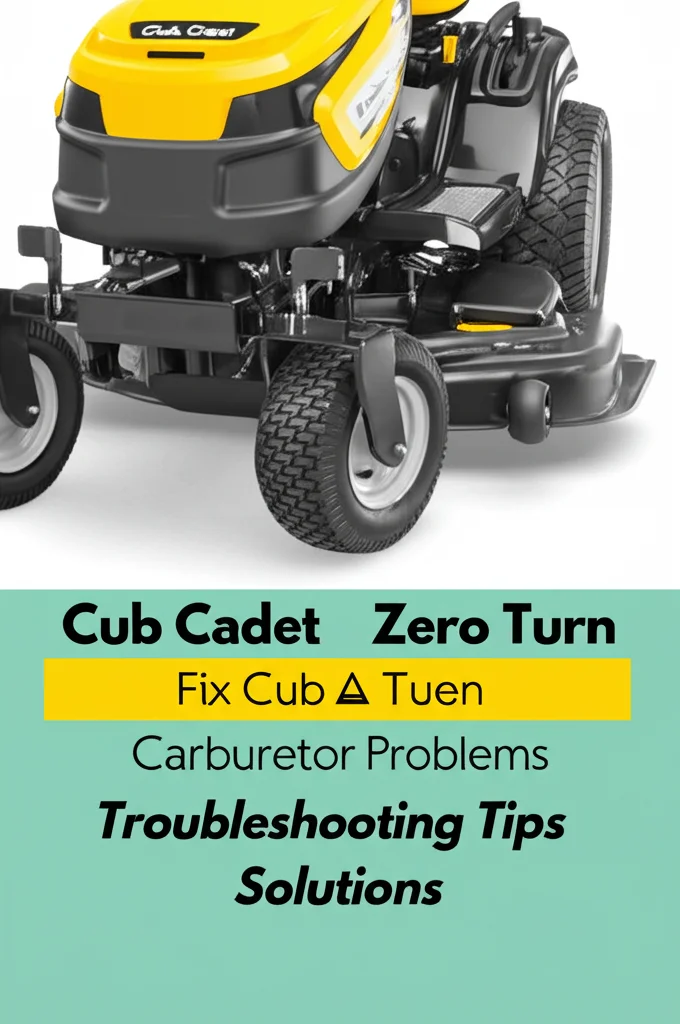 Cub Cadet Zero Turn
Fix Cub ◬ Tuen
Carburetor Problems
Troubleshooting Tips
Solutions